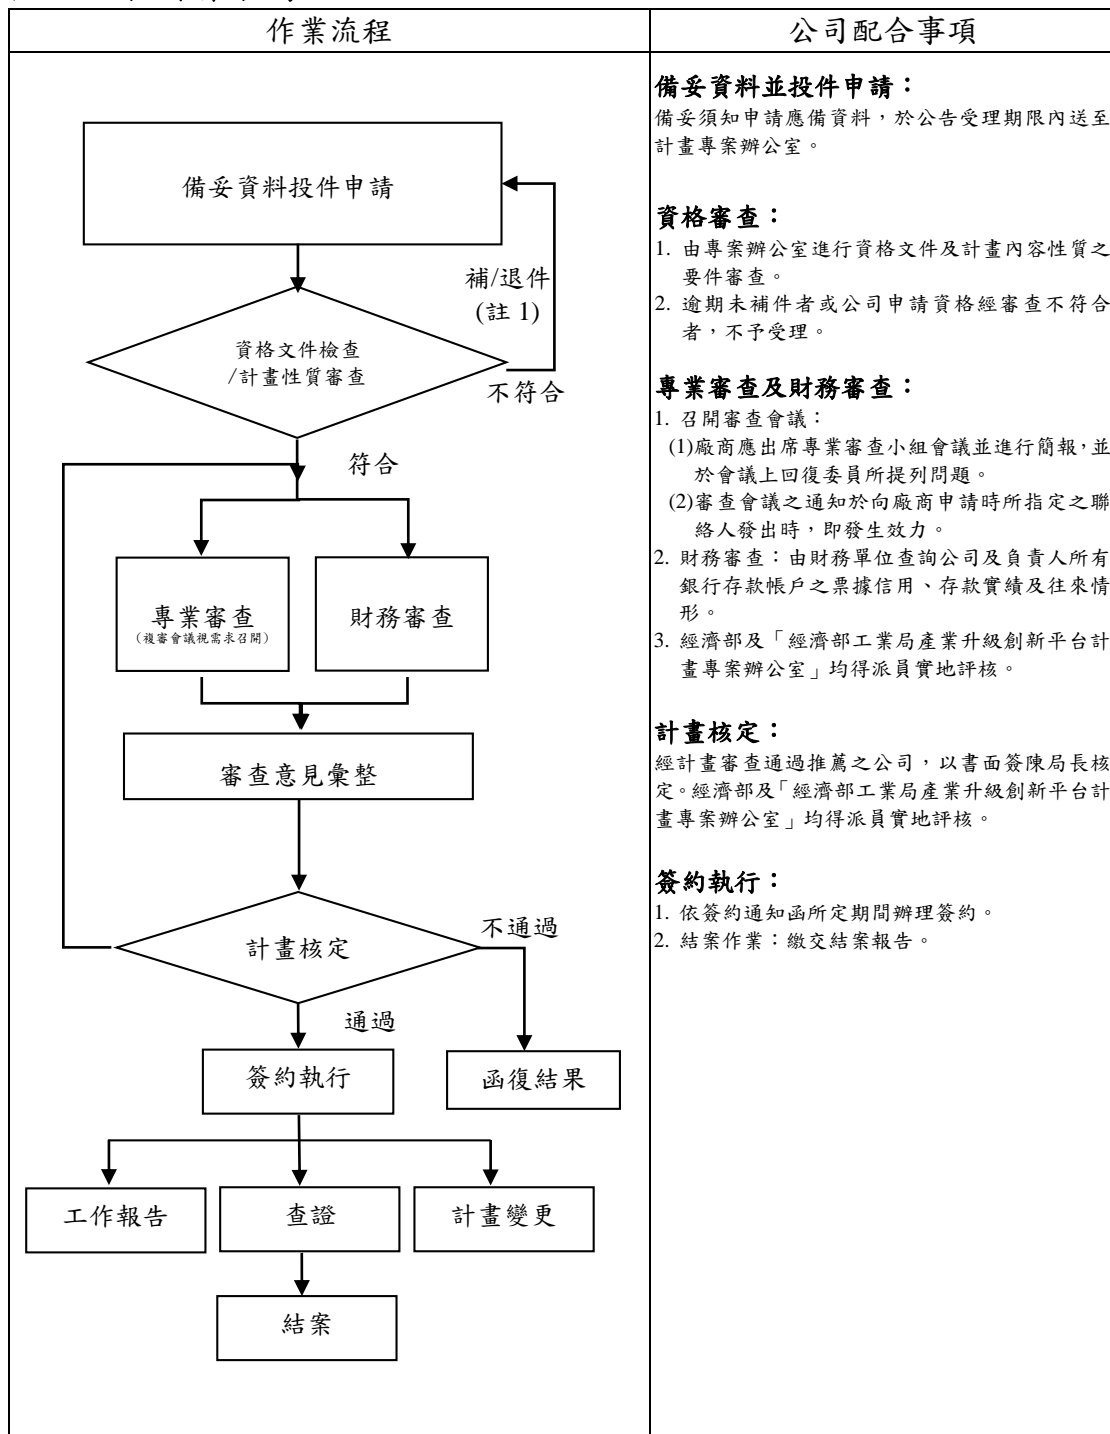 作業流程
公司配合事項
備妥資料投件申請
補/退件
(註 1)
資格文件檢查
/計畫性質審查
不符合
符合
專業審查
(複審會議視需求召開)
財務審查
審查意見彙整
計畫核定
不通過
通過
簽約執行
函復結果
工作報告
查證
計畫變更
結案
備妥資料並投件申請：
備妥須知申請應備資料，於公告受理期限內送至
計畫專案辦公室。
資格審查：
1. 由專案辦公室進行資格文件及計畫內容性質之
要件審查。
2. 逾期未補件者或公司申請資格經審查不符合
者，不予受理。
專業審查及財務審查：
1. 召開審查會議：
(1)廠商應出席專業審查小組會議並進行簡報，並
於會議上回復委員所提列問題。
(2)審查會議之通知於向廠商申請時所指定之聯
絡人發出時，即發生效力。
2. 財務審查：由財務單位查詢公司及負責人所有
銀行存款帳戶之票據信用、存款實績及往來情
形。
3. 經濟部及「經濟部工業局產業升級創新平台計
畫專案辦公室」均得派員實地評核。
計畫核定：
經計畫審查通過推薦之公司，以書面簽陳局長核
定。經濟部及「經濟部工業局產業升級創新平台計
畫專案辦公室」均得派員實地評核。
簽約執行：
1. 依簽約通知函所定期間辦理簽約。
2. 結案作業：繳交結案報告。